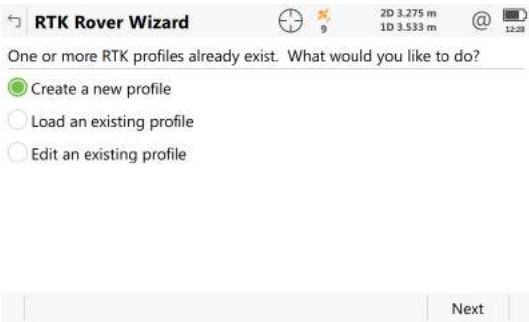 RTK Rover Wizard
9
2D 3.275 m
1D 3.533 m
@
12:28
One or more RTK profiles already exist. What would you like to do?
Create a new profile
Load an existing profile
Edit an existing profile
Next